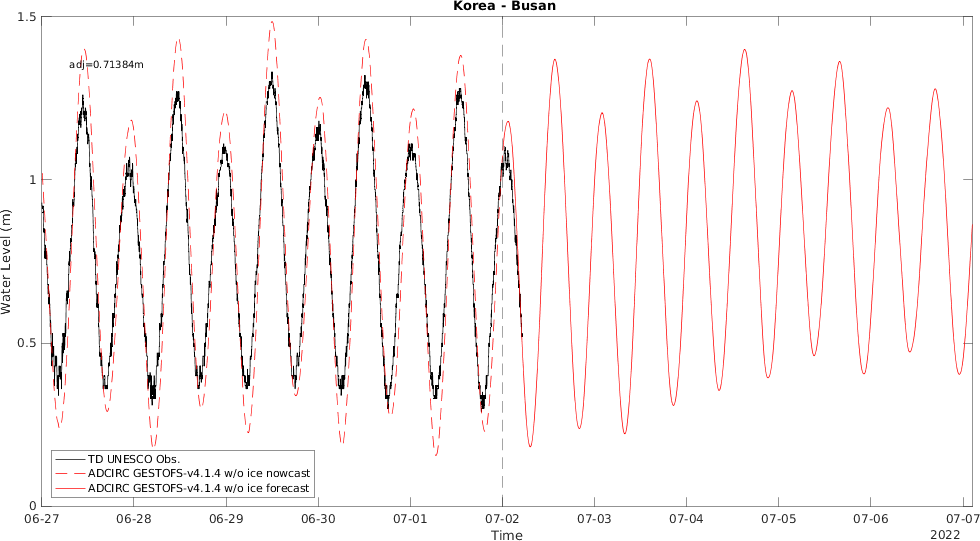 Korea - Busan
1.5
adj=0.71384m
1
Water Level (m)
0.5
TD UNESCO Obs.
ADCIRC GESTOFS-v4.1.4 w/o ice nowcast
ADCIRC GESTOFS-v4.1.4 w/o ice forecast
0
06-27 06-28 06-29 06-30 07-01 07-02 07-03 07-04 07-05 07-06 07-07
Time
2022